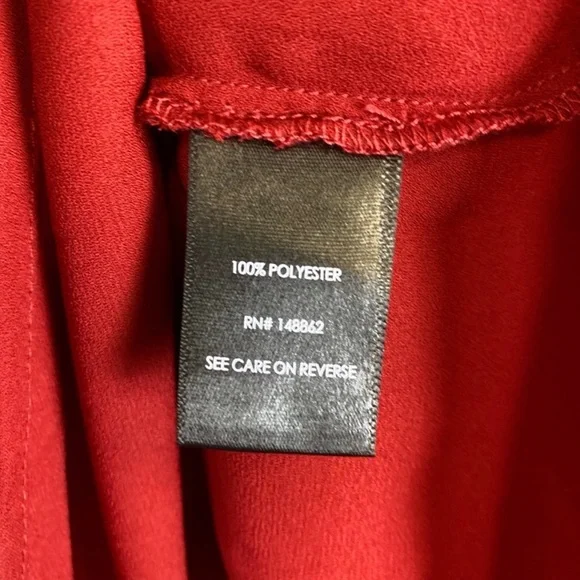 100% POLYESTER
RN# 148862
SEE CARE ON REVERSE